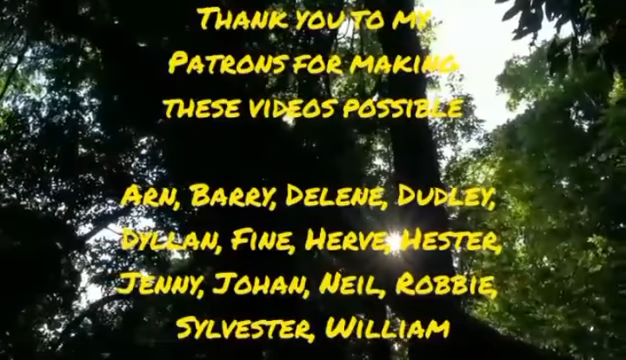 THANK YOU TO MY
PATRONS FOR MAKING
THESE VIDEOS POSSIBLE
ARN, BARRY, DELENE, DUDLEY,
DYLLAN, FINE, HERVE, HESTER,
JENNY, JOHAN, NEIL, ROBBIE,
SYLVESTER, WILLIAM